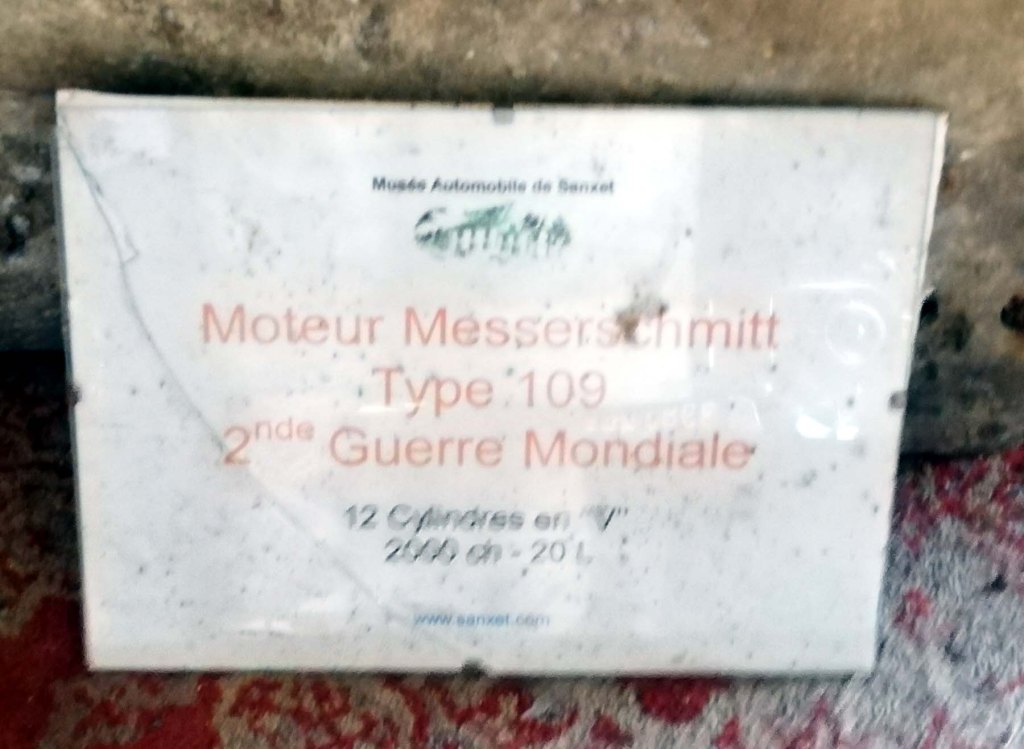 Musée Automobile de Sanxet
Moteur Messerschmitt
Type 109
2nde Guerre Mondiale
12 Cylindres en "V"
2000 ch - 20 L
www.sanxet.com